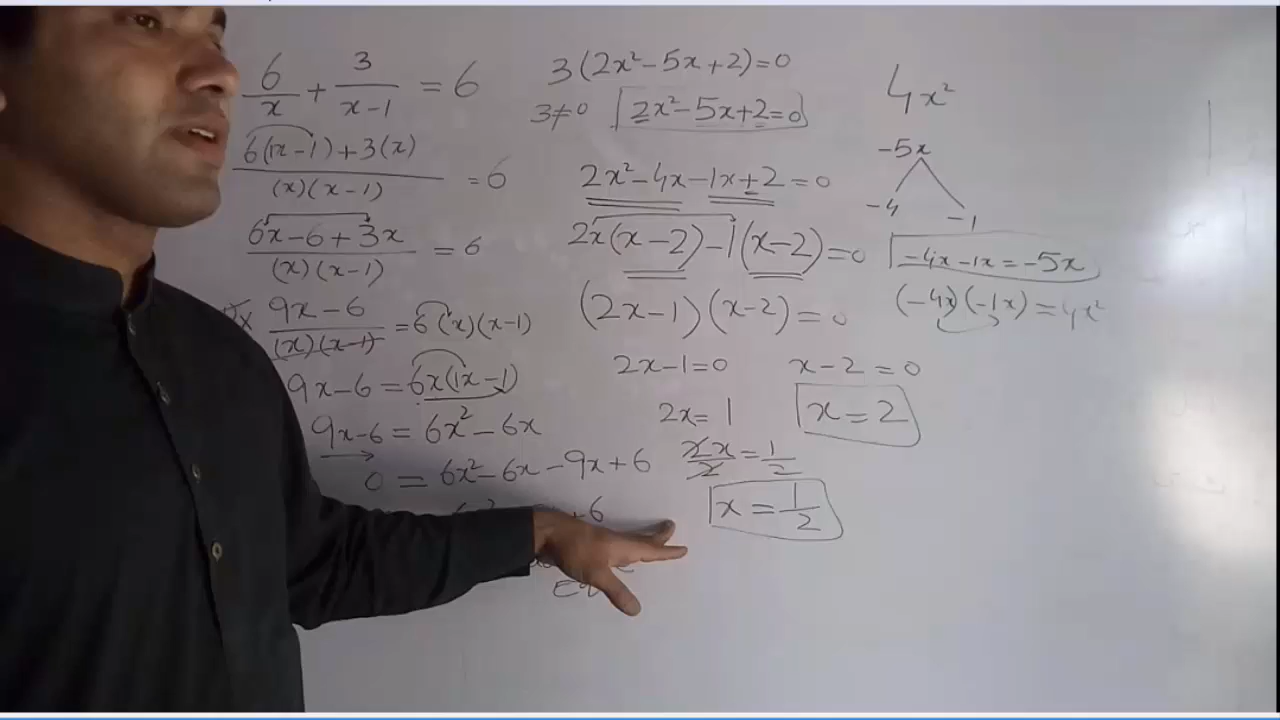 6/x + 3/x-1 = 6
6(1x-1)+3(x) / (x)(x-1) = 6
6x-6+3x / (x)(x-1) = 6
9x-6 / (x)(x-1) = 6(x)(x-1)
9x-6 = 6x(1x-1)
9x-6 = 6x² - 6x
0 = 6x² - 6x - 9x + 6
+6
3(2x²-5x+2)=0
3≠0 2x²-5x+2=0
2x²-4x-1x+2=0
2x(x-2)-1(x-2)=0
(2x-1)(x-2)=0
2x-1=0 x-2=0
2x=1 x=2
2x/2 = 1/2
x = 1/2
4x²
-5x
-4 -1
-4x-1x=-5x
(-4x)(-1x)=4x²